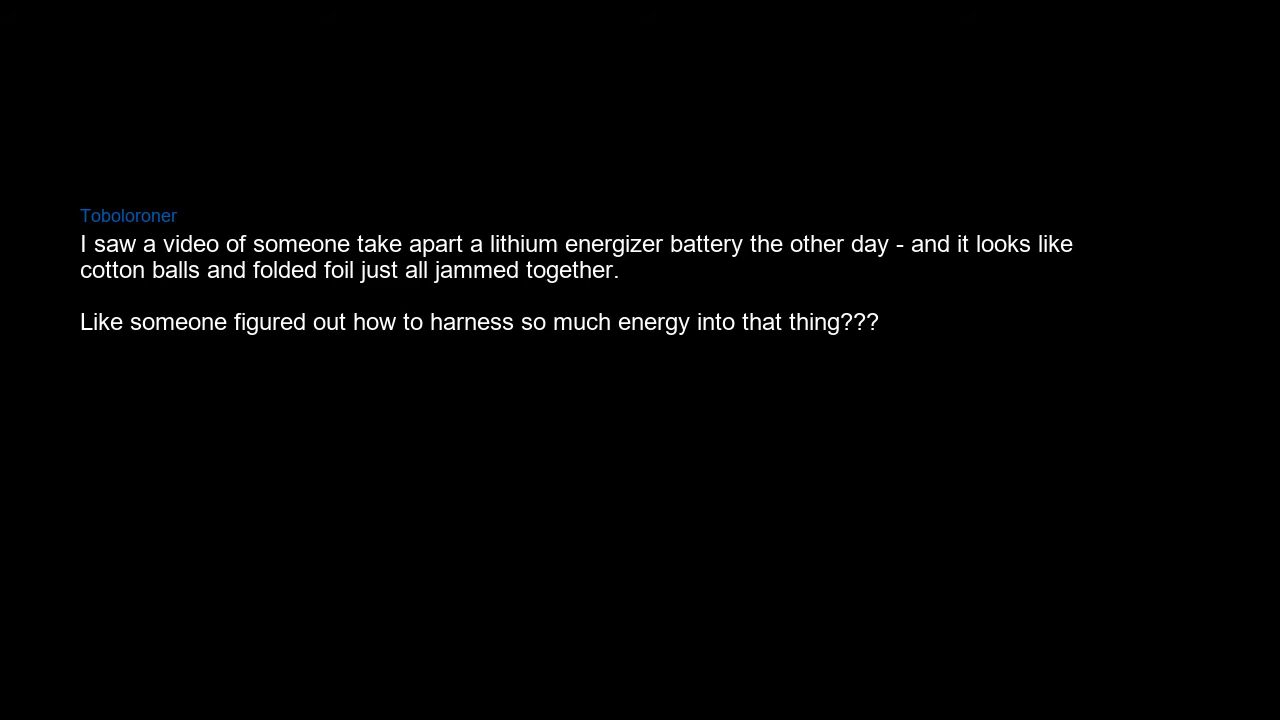 Toboloroner
I saw a video of someone take apart a lithium energizer battery the other day - and it looks like
cotton balls and folded foil just all jammed together.
Like someone figured out how to harness so much energy into that thing???